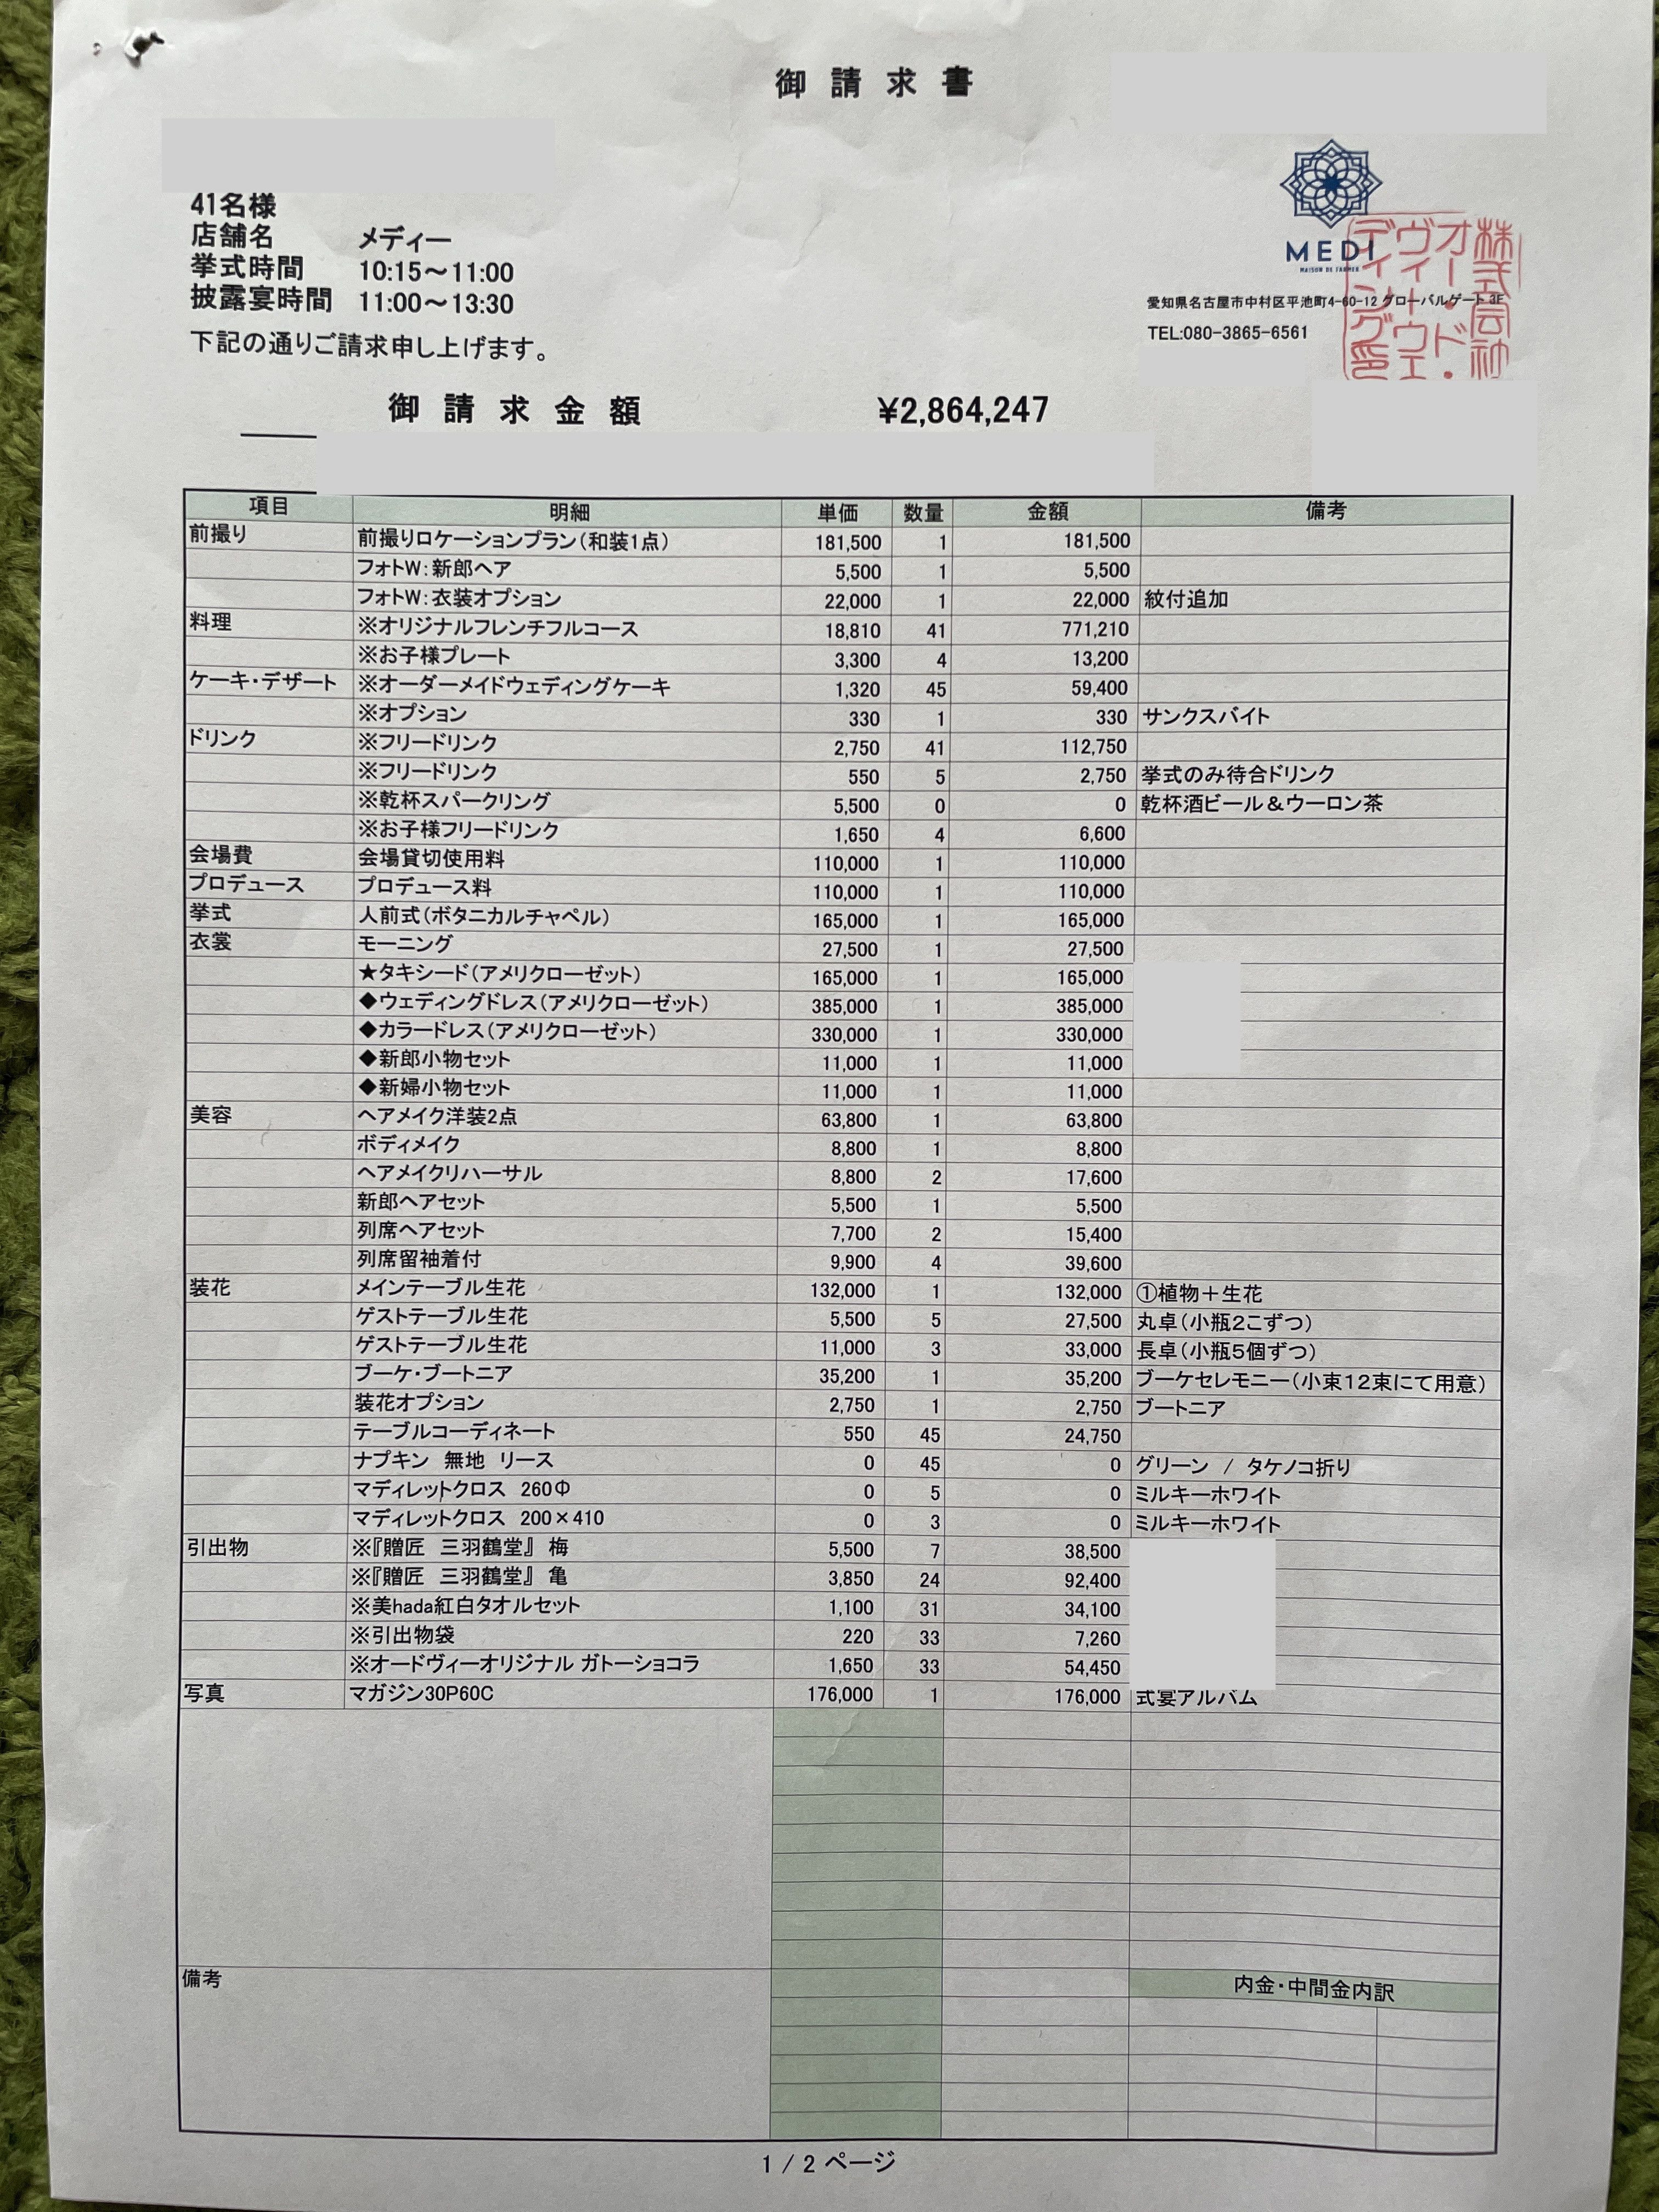 御請求書
41名様
店舗名 メディー
挙式時間 10:15～11:00
披露宴時間 11:00～13:30
下記の通りご請求申し上げます。
MEDI
MAISON DE FARMER
愛知県名古屋市中村区平池町4-60-12 グローバルゲート 3F
TEL:080-3865-6561
株式会社
オー・ド・
ヴィーウエ
ディング印
御請求金額 ¥2,864,247
項目 明細 単価 数量 金額 備考
前撮り 前撮りロケーションプラン（和装1点） 181,500 1 181,500
フォトW：新郎ヘア 5,500 1 5,500
フォトW：衣装オプション 22,000 1 22,000 紋付追加
料理 ※オリジナルフレンチフルコース 18,810 41 771,210
※お子様プレート 3,300 4 13,200
ケーキ・デザート ※オーダーメイドウェディングケーキ 1,320 45 59,400
※オプション 330 1 330 サンクスバイト
ドリンク ※フリードリンク 2,750 41 112,750
※フリードリンク 550 5 2,750 挙式のみ待合ドリンク
※乾杯スパークリング 5,500 0 0 乾杯酒ビール＆ウーロン茶
※お子様フリードリンク 1,650 4 6,600
会場費 会場貸切使用料 110,000 1 110,000
プロデュース プロデュース料 110,000 1 110,000
挙式 人前式（ボタニカルチャペル） 165,000 1 165,000
衣裳 モーニング 27,500 1 27,500
★タキシード（アメリクローゼット） 165,000 1 165,000
◆ウェディングドレス（アメリクローゼット） 385,000 1 385,000
◆カラードレス（アメリクローゼット） 330,000 1 330,000
◆新郎小物セット 11,000 1 11,000
◆新婦小物セット 11,000 1 11,000
美容 ヘアメイク洋装2点 63,800 1 63,800
ボディメイク 8,800 1 8,800
ヘアメイクリハーサル 8,800 2 17,600
新郎ヘアセット 5,500 1 5,500
列席ヘアセット 7,700 2 15,400
列席留袖着付 9,900 4 39,600
装花 メインテーブル生花 132,000 1 132,000 ①植物＋生花
ゲストテーブル生花 5,500 5 27,500 丸卓（小瓶２こずつ）
ゲストテーブル生花 11,000 3 33,000 長卓（小瓶５個ずつ）
ブーケ・ブートニア 35,200 1 35,200 ブーケセレモニー（小束１２束にて用意）
装花オプション 2,750 1 2,750 ブートニア
テーブルコーディネート 550 45 24,750
ナプキン 無地 リース 0 45 0 グリーン / タケノコ折り
マディレットクロス 260Φ 0 5 0 ミルキーホワイト
マディレットクロス 200×410 0 3 0 ミルキーホワイト
引出物 ※『贈匠 三羽鶴堂』 梅 5,500 7 38,500
※『贈匠 三羽鶴堂』 亀 3,850 24 92,400
※美hada紅白タオルセット 1,100 31 34,100
※引出物袋 220 33 7,260
※オードヴィーオリジナル ガトーショコラ 1,650 33 54,450
写真 マガジン30P60C 176,000 1 176,000 式宴アルバム
備考
内金・中間金内訳
1 / 2 ページ